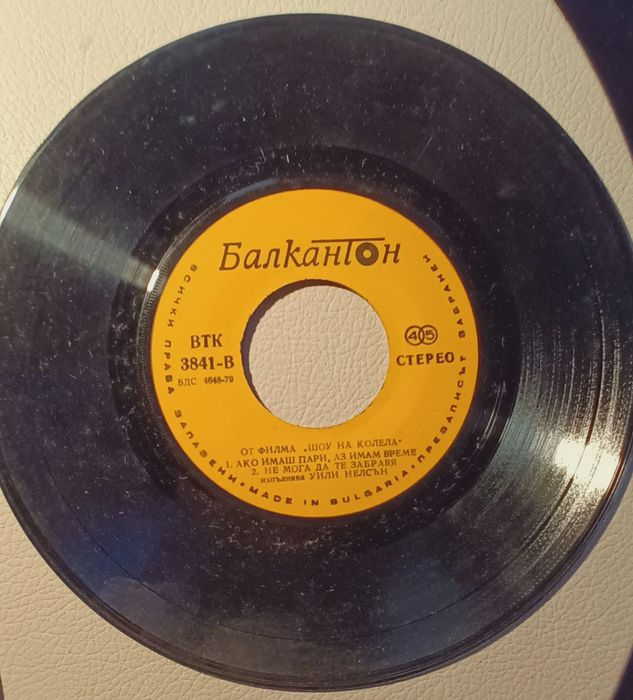 Балкантон
ВТК
3841-В
БДС 4648-79
45
СТЕРЕО
ОТ ФИЛМА „ШОУ НА КОЛЕЛА“
1. АКО ИМАШ ПАРИ, АЗ ИМАМ ВРЕМЕ
2. НЕ МОГА ДА ТЕ ЗАБРАВЯ
изпълнява УИЛИ НЕЛСЪН
ВСИЧКИ ПРАВА ЗАПАЗЕНИ • MADE IN BULGARIA • ПРЕЗАПИСЪТ ЗАБРАНЕН